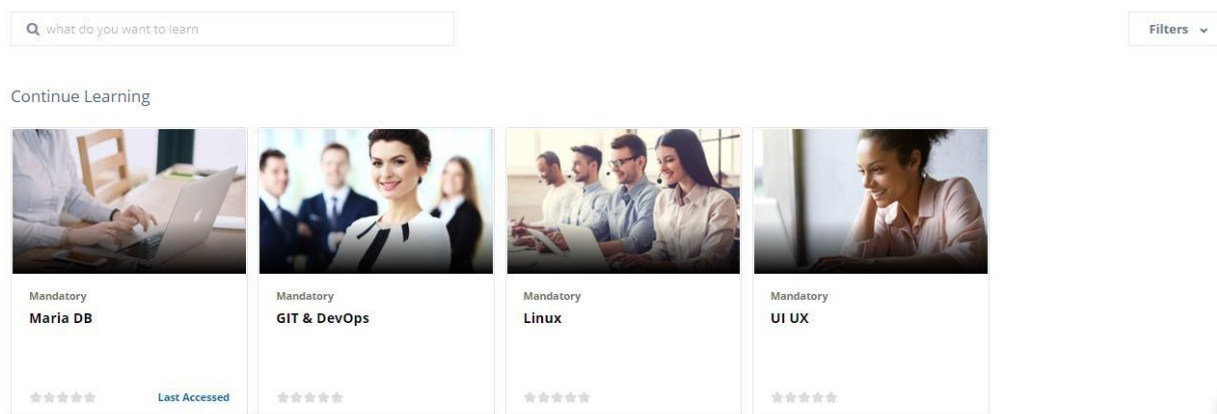 what do you want to learn
Filters
Continue Learning
Mandatory
Maria DB
Last Accessed
Mandatory
GIT & DevOps
Mandatory
Linux
Mandatory
UI UX